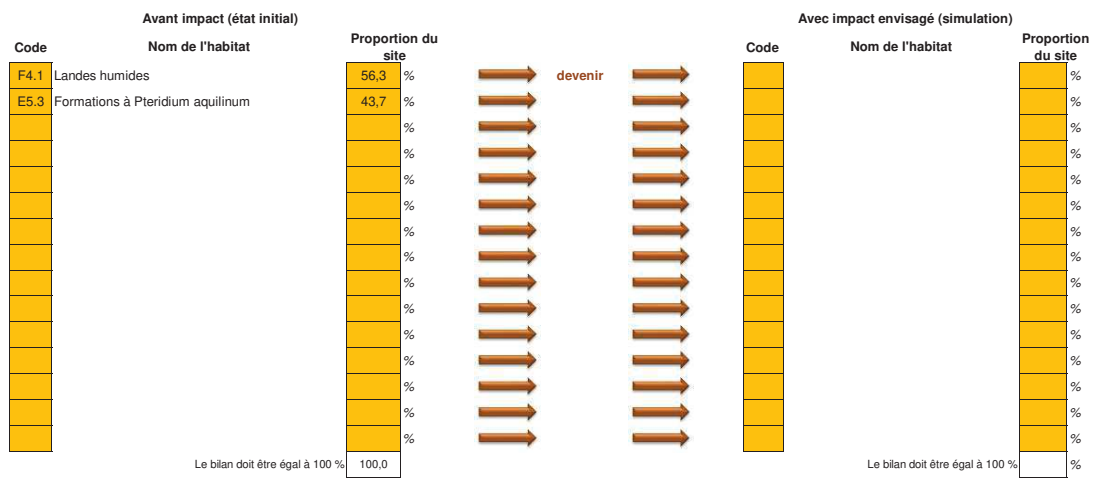 Avant impact (état initial) Avec impact envisagé (simulation)
Code Nom de l'habitat Proportion du site Code Nom de l'habitat Proportion du site
F4.1 Landes humides 56,3 % devenir %
E5.3 Formations à Pteridium aquilinum 43,7 % %
% %
% %
% %
% %
% %
% %
% %
% %
% %
% %
% %
% %
% %
Le bilan doit être égal à 100 % 100,0 Le bilan doit être égal à 100 % %